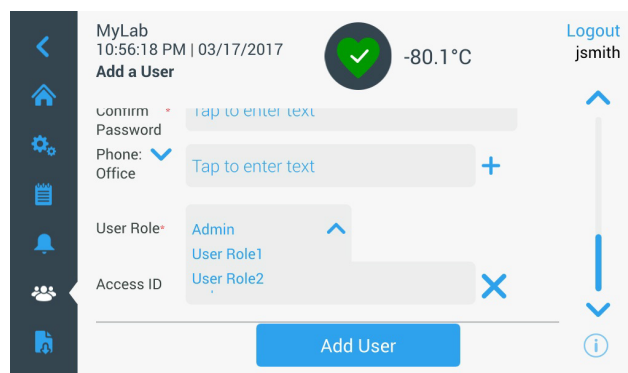 MyLab
10:56:18 PM | 03/17/2017
Add a User
-80.1°C
Logout
jsmith
Confirm *
Password
Tap to enter text
Phone:
Office
Tap to enter text
User Role*
Admin
User Role1
User Role2
Access ID
Add User